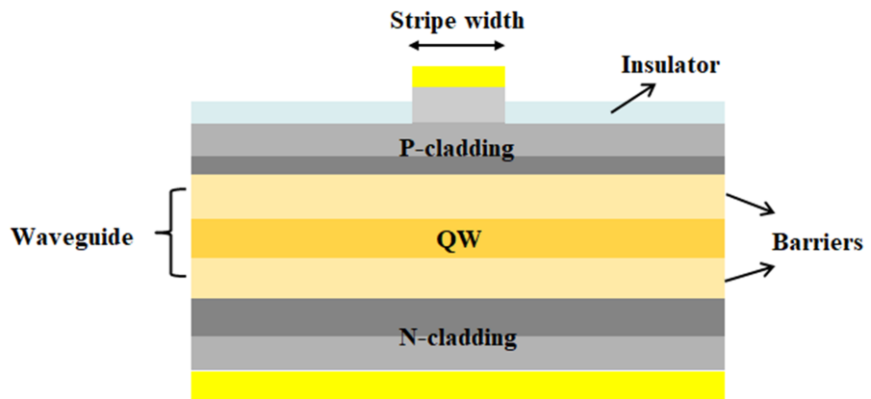 Stripe width
Insulator
P-cladding
Waveguide
QW
Barriers
N-cladding